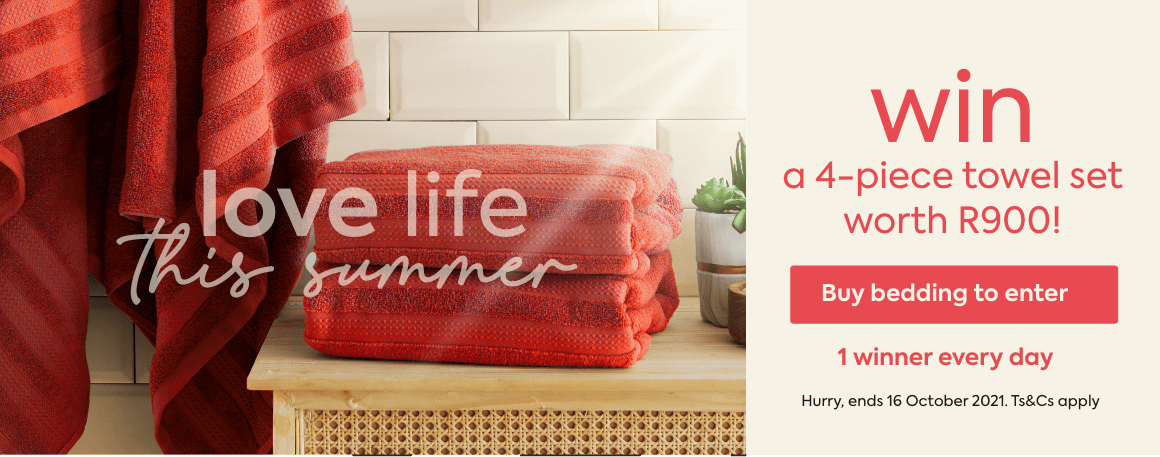 love life
this summer
win
a 4-piece towel set
worth R900!
Buy bedding to enter
1 winner every day
Hurry, ends 16 October 2021. Ts&Cs apply